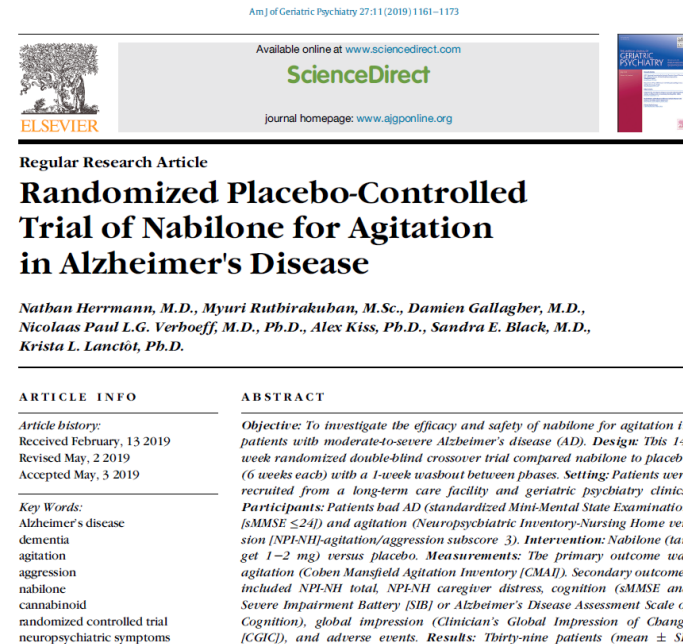 Am J of Geriatric Psychiatry 27:11 (2019) 1161−1173
Available online at www.sciencedirect.com
ScienceDirect
journal homepage: www.ajgponline.org
ELSEVIER
GERIATRIC
PSYCHIATRY
Regular Research Article
Randomized Placebo-Controlled
Trial of Nabilone for Agitation
in Alzheimer's Disease
Nathan Herrmann, M.D., Myuri Ruthirakuhan, M.Sc., Damien Gallagher, M.D.,
Nicolaas Paul L.G. Verhoeff, M.D., Ph.D., Alex Kiss, Ph.D., Sandra E. Black, M.D.,
Krista L. Lanctôt, Ph.D.
ARTICLE INFO
Article history:
Received February, 13 2019
Revised May, 2 2019
Accepted May, 3 2019
Key Words:
Alzheimer's disease
dementia
agitation
aggression
nabilone
cannabinoid
randomized controlled trial
neuropsychiatric symptoms
ABSTRACT
Objective: To investigate the efficacy and safety of nabilone for agitation i
patients with moderate-to-severe Alzheimer's disease (AD). Design: This 14
week randomized double-blind crossover trial compared nabilone to placeb
(6 weeks each) with a 1-week washout between phases. Setting: Patients wer
recruited from a long-term care facility and geriatric psychiatry clinic
Participants: Patients had AD (standardized Mini-Mental State Examination
[sMMSE ≤24]) and agitation (Neuropsychiatric Inventory-Nursing Home ver
sion [NPI-NH]-agitation/aggression subscore 3). Intervention: Nabilone (tar
get 1−2 mg) versus placebo. Measurements: The primary outcome wa
agitation (Cohen Mansfield Agitation Inventory [CMAI]). Secondary outcome
included NPI-NH total, NPI-NH caregiver distress, cognition (sMMSE and
Severe Impairment Battery [SIB] or Alzheimer's Disease Assessment Scale o
Cognition), global impression (Clinician's Global Impression of Chang
[CGIC]), and adverse events. Results: Thirty-nine patients (mean ± S